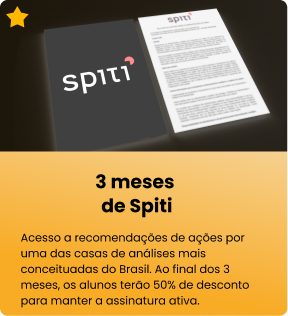 spiti
spiti
3 meses
de Spiti
Acesso a recomendações de ações por
uma das casas de análises mais
conceituadas do Brasil. Ao final dos 3
meses, os alunos terão 50% de desconto
para manter a assinatura ativa.